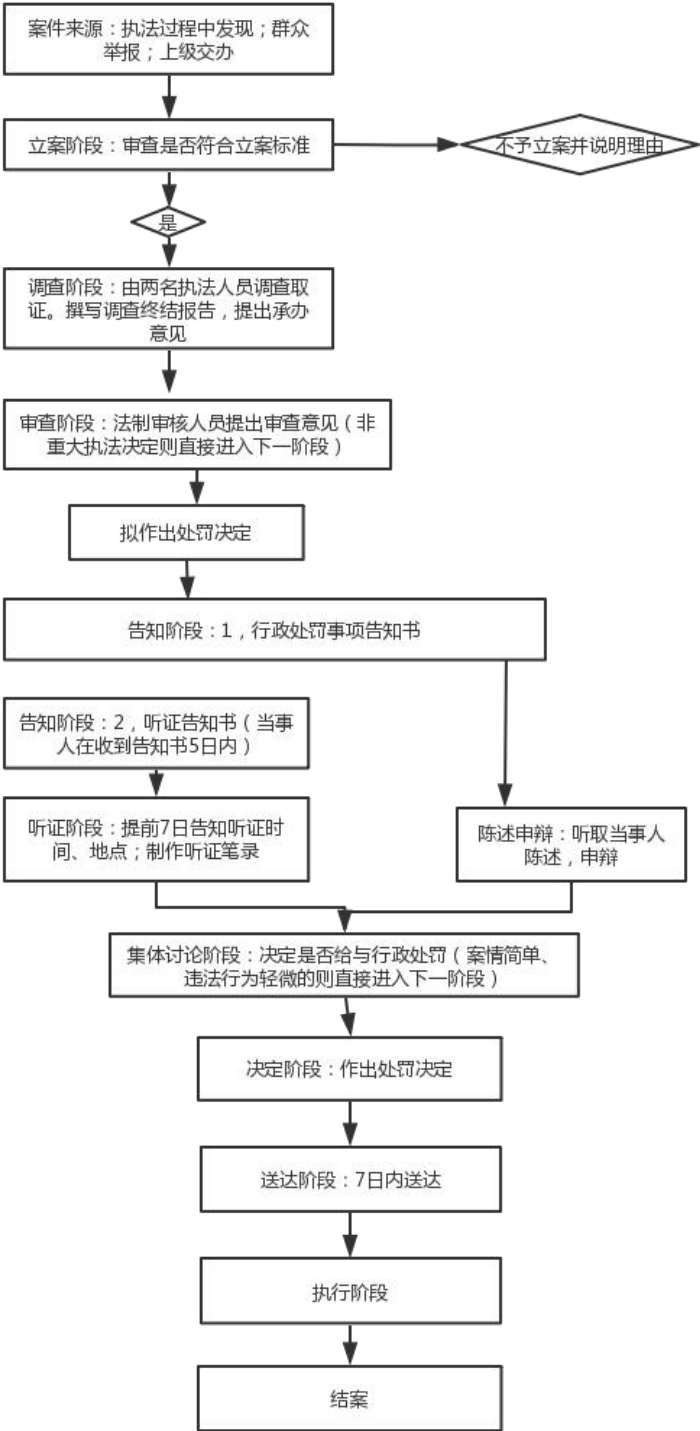 案件来源：执法过程中发现；群众
举报；上级交办
立案阶段：审查是否符合立案标准
不予立案并说明理由
是
调查阶段：由两名执法人员调查取
证。撰写调查终结报告，提出承办
意见
审查阶段：法制审核人员提出审查意见（非
重大执法决定则直接进入下一阶段）
拟作出处罚决定
告知阶段：1，行政处罚事项告知书
告知阶段：2，听证告知书（当事
人在收到告知书5日内）
听证阶段：提前7日告知听证时
间、地点；制作听证笔录
陈述申辩：听取当事人
陈述，申辩
集体讨论阶段：决定是否给与行政处罚（案情简单、
违法行为轻微的则直接进入下一阶段）
决定阶段：作出处罚决定
送达阶段：7日内送达
执行阶段
结案